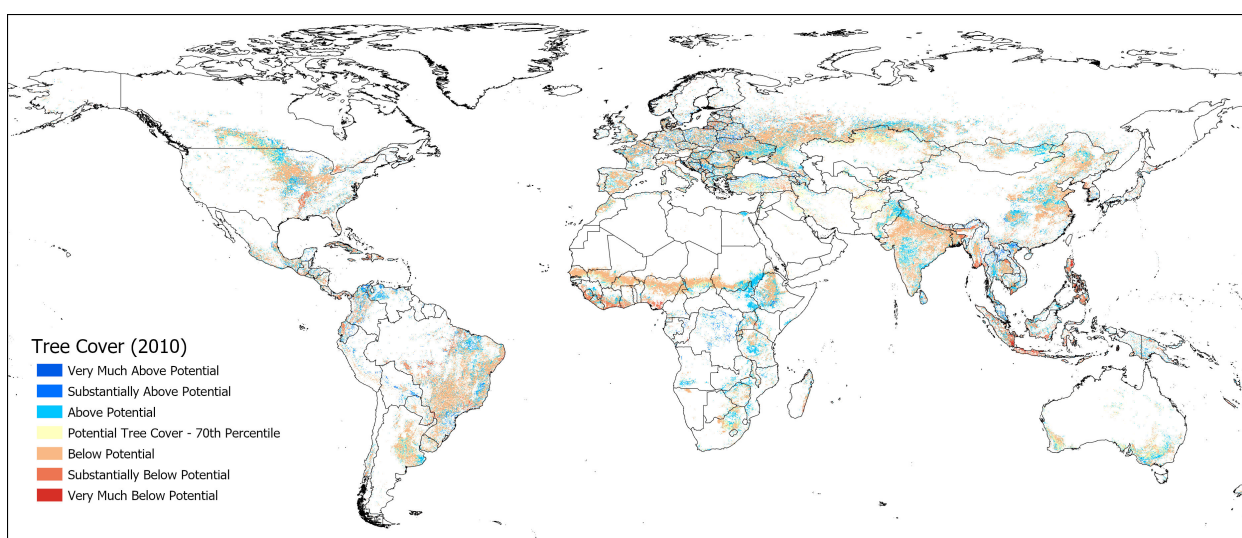 Tree Cover (2010)
Very Much Above Potential
Substantially Above Potential
Above Potential
Potential Tree Cover - 70th Percentile
Below Potential
Substantially Below Potential
Very Much Below Potential